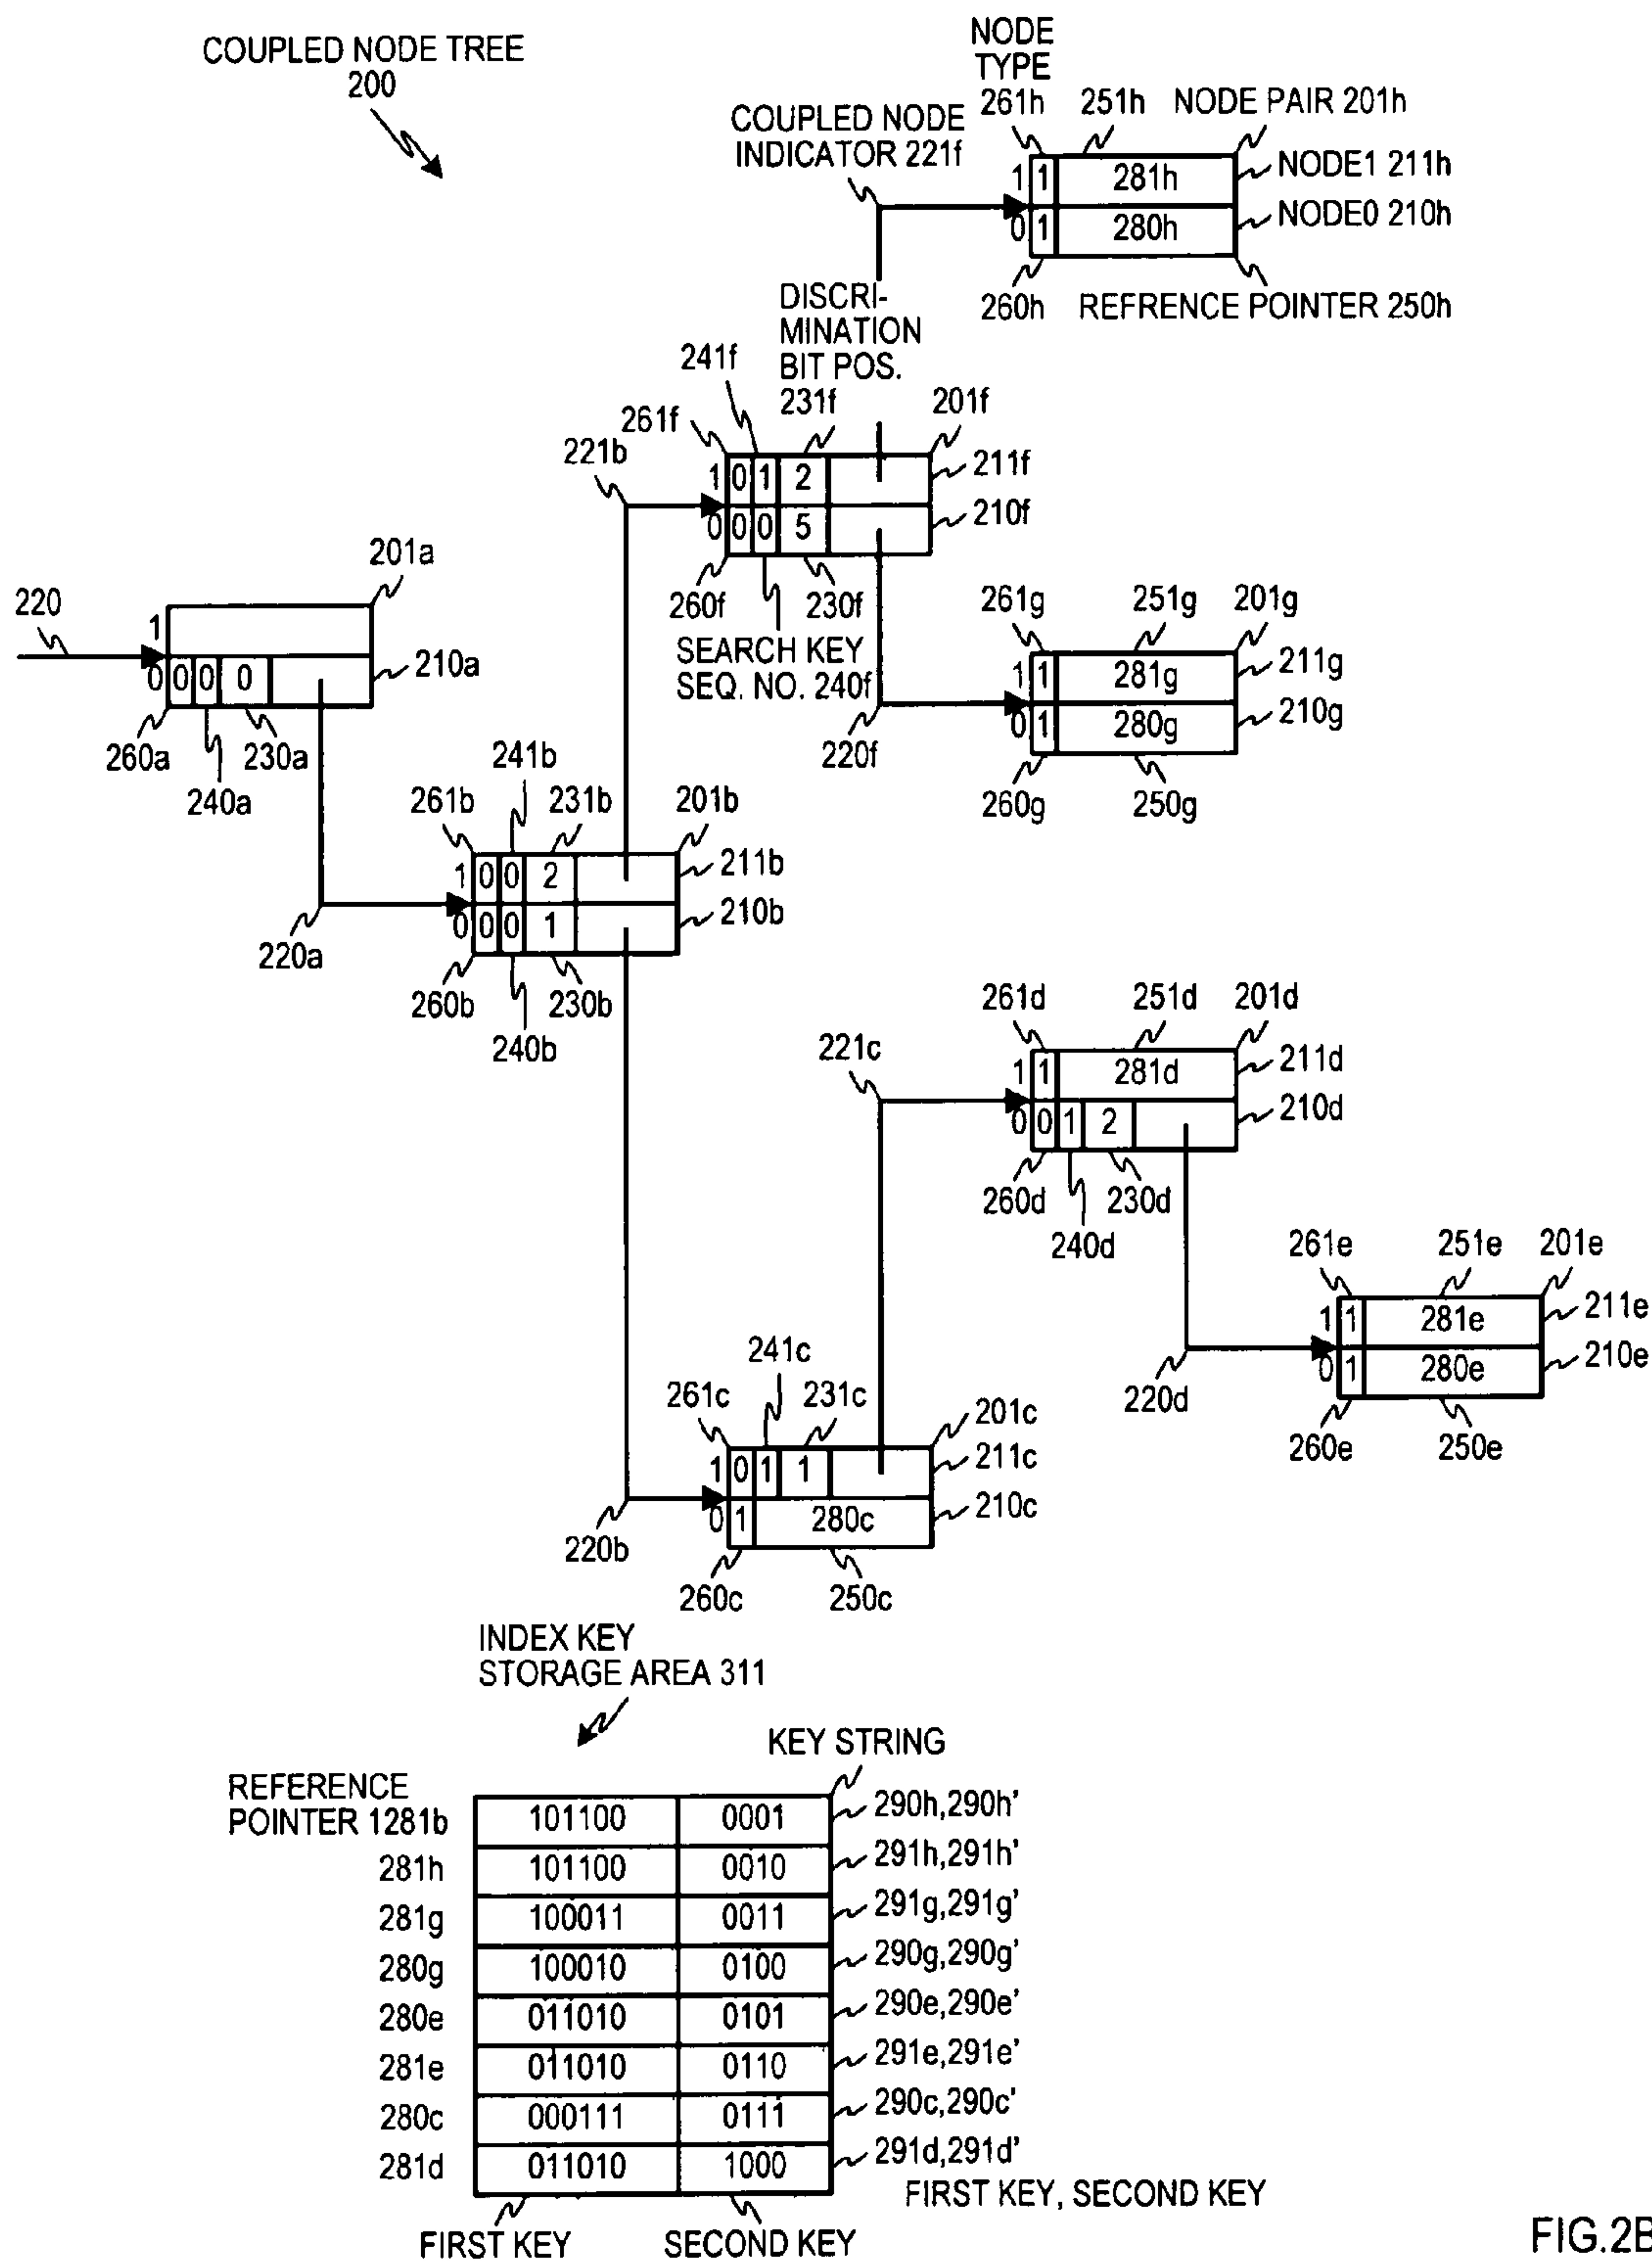 COUPLED NODE TREE
200
NODE
TYPE
261h 251h NODE PAIR 201h
COUPLED NODE
INDICATOR 221f
1 1 281h NODE1 211h
0 1 280h NODE0 210h
260h REFRENCE POINTER 250h
DISCRI-
MINATION
BIT POS.
241f
261f 231f 201f
221b
1 0 1 2 211f
0 0 0 5 210f
260f 230f
SEARCH KEY
SEQ. NO. 240f
220f
261g 251g 201g
1 1 281g 211g
0 1 280g 210g
260g 250g
201a
220
1
0 0 0 0 210a
260a 230a
240a
220a
241b
261b 231b 201b
1 0 0 2 211b
0 0 0 1 210b
260b 230b
240b
261d 251d 201d
221c
1 1 281d 211d
0 0 1 2 210d
260d 230d
240d
261e 251e 201e
1 1 281e 211e
0 1 280e 210e
220d
260e 250e
241c
261c 231c 201c
1 0 1 1 211c
0 1 280c 210c
220b
260c 250c
INDEX KEY
STORAGE AREA 311
KEY STRING
REFERENCE
POINTER 1281b 101100 0001 290h,290h'
281h 101100 0010 291h,291h'
281g 100011 0011 291g,291g'
280g 100010 0100 290g,290g'
280e 011010 0101 290e,290e'
281e 011010 0110 291e,291e'
280c 000111 0111 290c,290c'
281d 011010 1000 291d,291d'
FIRST KEY, SECOND KEY
FIRST KEY SECOND KEY
FIG.2B